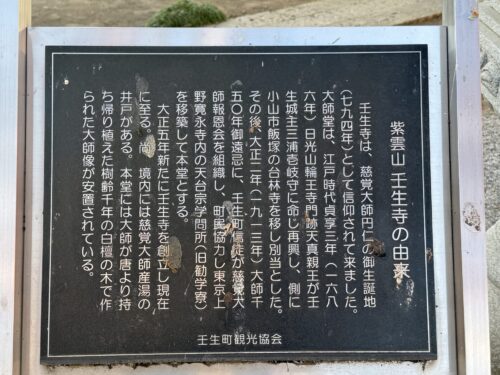 紫雲山 壬生寺の由来
壬生寺は、慈覚大師円仁の御生誕地
(七九四年)として信仰されて来ました。
大師堂は、江戸時代貞享三年(一六八
六年)日光山輪王寺門跡天真親王が壬
生城主三浦壱岐守に命じ再興し、側に
小山市飯塚の台林寺を移し別当とした。
その後、大正二年(一九一三年)大師千
五〇年御遠忌に、壬生町信徒が慈覚大
師報恩会を組織し、町民協力し東京上
野寛永寺内の天台宗学問所(旧勧学寮)
を移築して本堂とする。
大正五年新たに壬生寺を創立し現在
に至る。尚、境内には慈覚大師産湯の
井戸がある。本堂には大師が唐より持
ち帰り植えた樹齢千年の白檀の木で作
られた大師像が安置されている。
壬生町観光協会